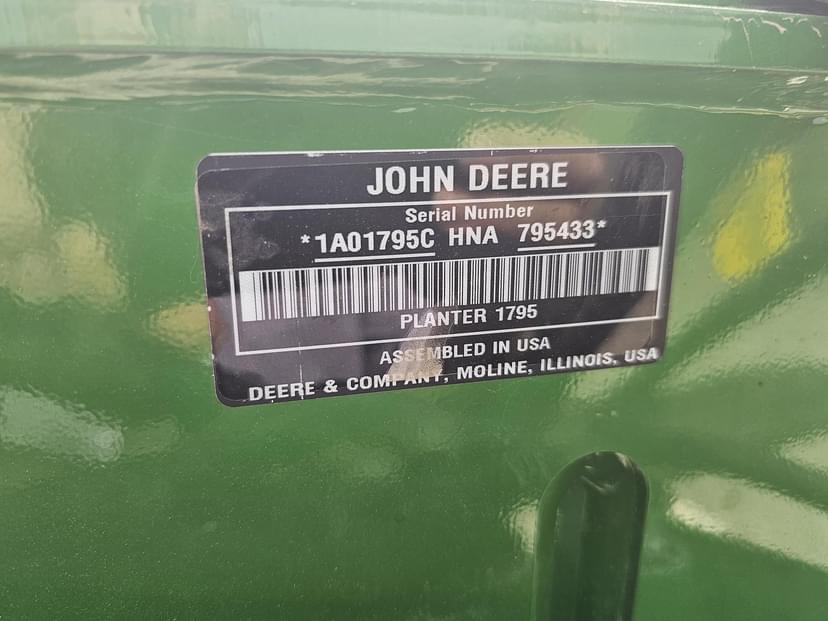 JOHN DEERE
Serial Number
*1A01795C HNA 795433*
PLANTER 1795
ASSEMBLED IN USA
DEERE & COMPANY, MOLINE, ILLINOIS, USA